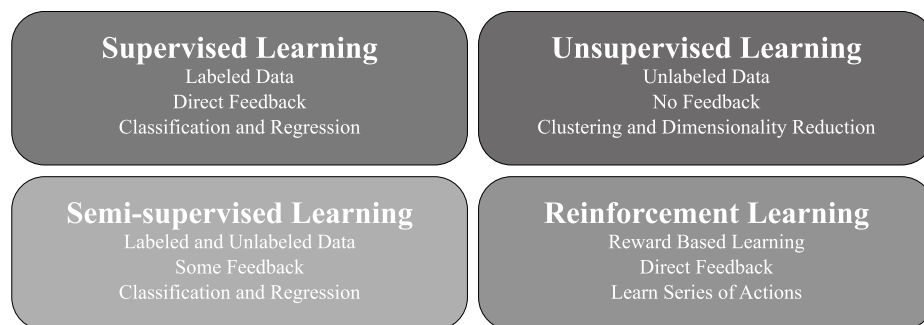 Supervised Learning
Labeled Data
Direct Feedback
Classification and Regression
Unsupervised Learning
Unlabeled Data
No Feedback
Clustering and Dimensionality Reduction
Semi-supervised Learning
Labeled and Unlabeled Data
Some Feedback
Classification and Regression
Reinforcement Learning
Reward Based Learning
Direct Feedback
Learn Series of Actions